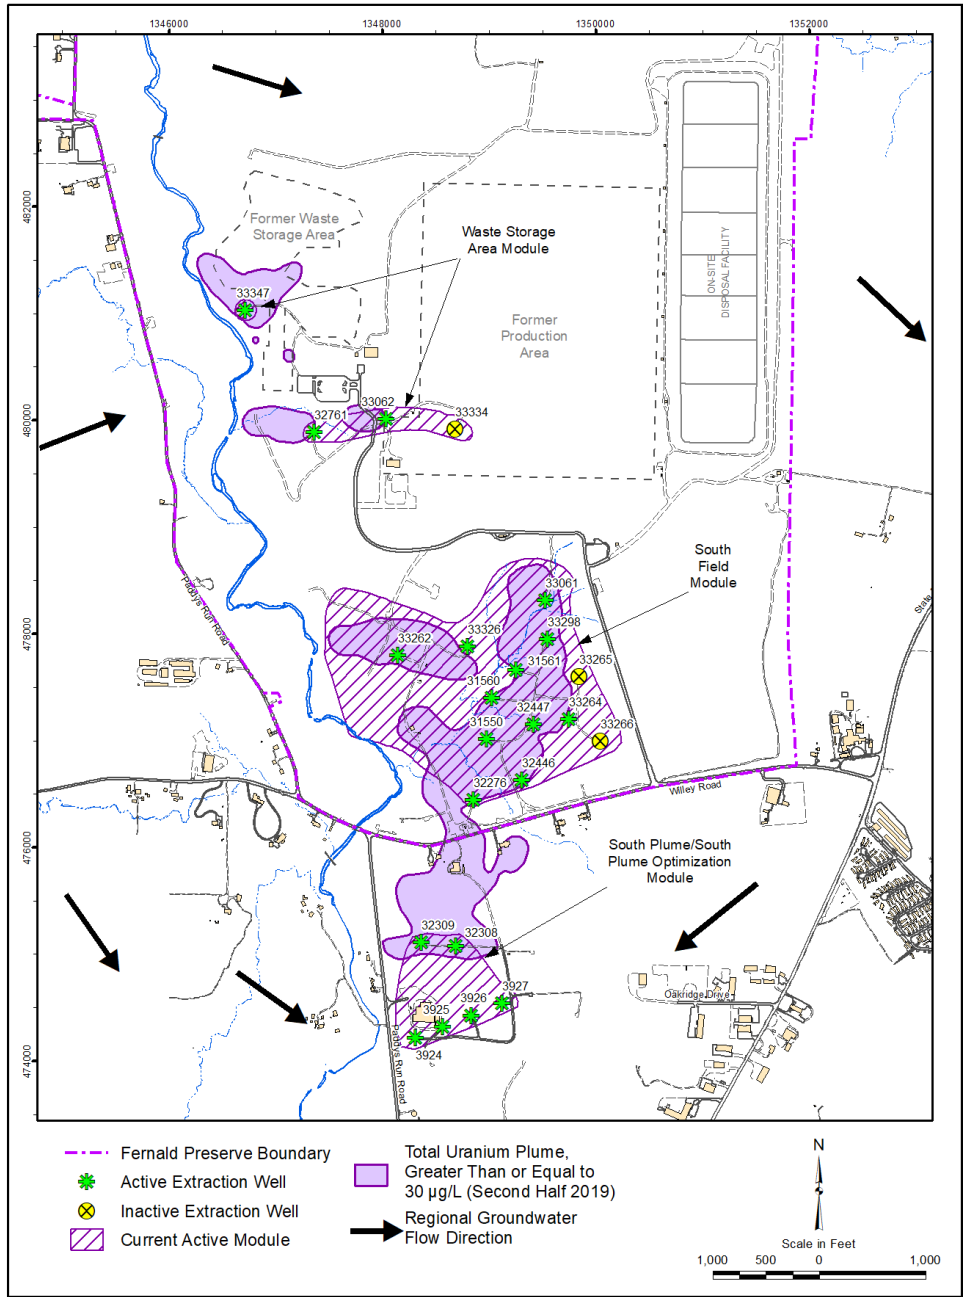 1346000
1348000
1350000
1352000
482000
480000
478000
476000
474000
Former Waste
Storage Area
Waste Storage
Area Module
33347
ON-SITE
DISPOSAL FACILITY
Former
Production
Area
33062
33334
32761
South
Field
Module
33061
33298
33326
33262
31561
33265
31560
33264
32447
31550
33266
32446
32276
Paddys Run Road
Willey Road
State
South Plume/South
Plume Optimization
Module
32309
32308
3927
3926
3925
3924
Oakridge Drive
Paddys Run Road
Fernald Preserve Boundary
Active Extraction Well
Inactive Extraction Well
Current Active Module
Total Uranium Plume,
Greater Than or Equal to
30 µg/L (Second Half 2019)
Regional Groundwater
Flow Direction
N
Scale in Feet
1,000 500 0 1,000